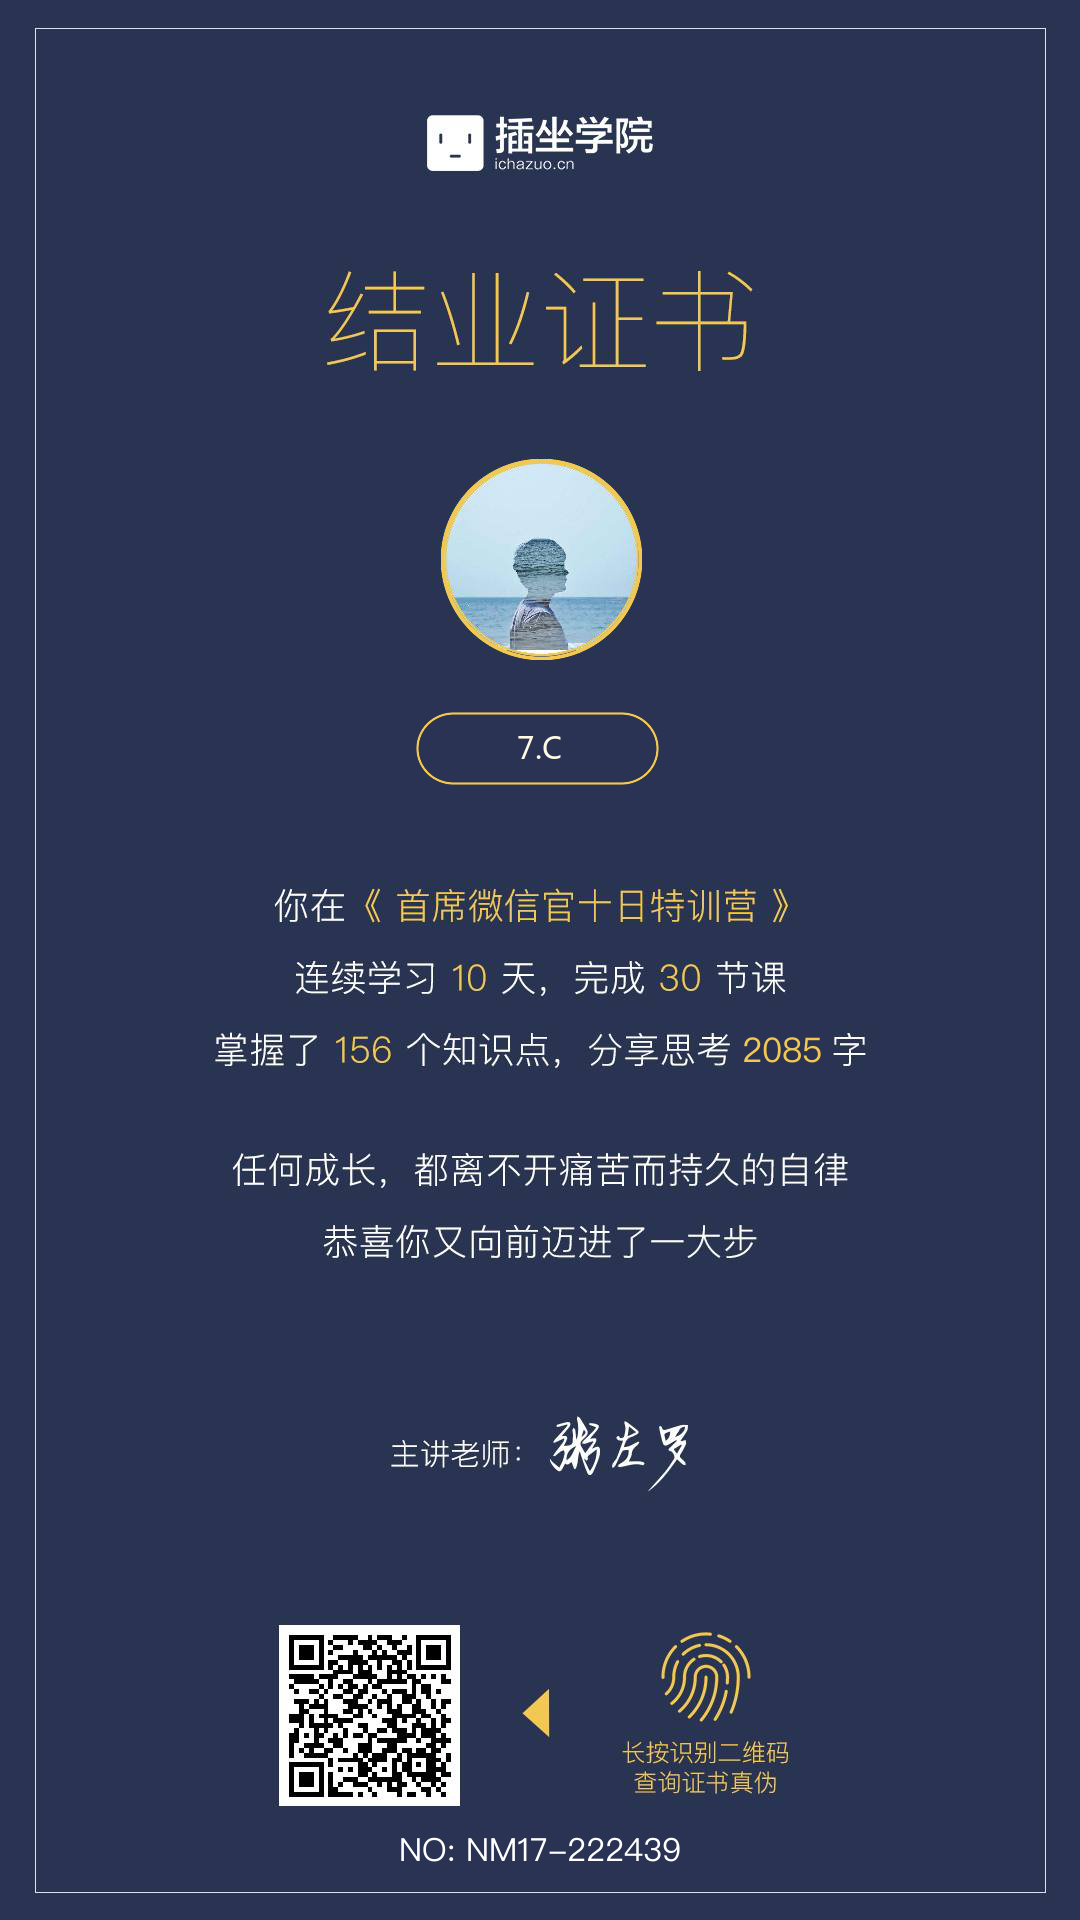 插坐学院
ichazuo.cn
结业证书
7.C
你在《 首席微信官十日特训营 》
连续学习 10 天，完成 30 节课
掌握了 156 个知识点，分享思考 2085 字
任何成长，都离不开痛苦而持久的自律
恭喜你又向前迈进了一大步
主讲老师：粥左罗
长按识别二维码
查询证书真伪
NO: NM17-222439